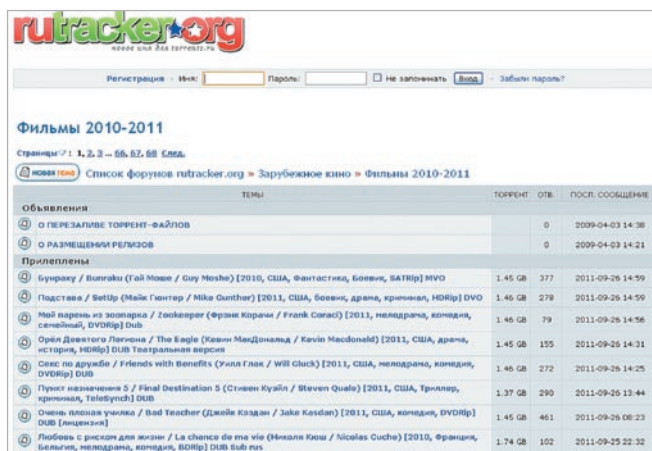 rutracker.org
новое имя для torrents.ru
Регистрация · Имя: Пароль: Не запоминать Вход · Забыли пароль?
Фильмы 2010-2011
Страницы : 1, 2, 3 ... 66, 67, 68 След.
новая тема Список форумов rutracker.org » Зарубежное кино » Фильмы 2010-2011
ТЕМЫ ТОРРЕНТ ОТВ. ПОСЛ. СООБЩЕНИЕ
Объявления
О ПЕРЕЗАЛИВЕ ТОРРЕНТ-ФАЙЛОВ 0 2009-04-03 14:38
О РАЗМЕЩЕНИИ РЕЛИЗОВ 0 2009-04-03 14:21
Прилеплены
Бунраку / Bunraku (Гай Моше / Guy Moshe) [2010, США, Фантастика, Боевик, SATRip] MVO 1.45 GB 377 2011-09-26 14:59
Подстава / SetUp (Майк Гюнтер / Mike Gunther) [2011, США, боевик, драма, криминал, HDRip] DVO 1.46 GB 278 2011-09-26 14:59
Мой парень из зоопарка / Zookeeper (Фрэнк Корачи / Frank Coraci) [2011, мелодрама, комедия,
семейный, DVDRip] Dub 1.46 GB 79 2011-09-26 14:56
Орёл Девятого Легиона / The Eagle (Кевин МакДональд / Kevin Macdonald) [2011, США, драма,
история, HDRip] DUB Театральная версия 1.45 GB 155 2011-09-26 14:31
Секс по дружбе / Friends with Benefits (Уилл Глак / Will Gluck) [2011, США, мелодрама, комедия,
DVDRip] DUB 1.46 GB 272 2011-09-26 14:25
Пункт назначения 5 / Final Destination 5 (Стивен Куэйл / Steven Quale) [2011, США, Триллер,
криминал, TeleSynch] DUB 1.37 GB 290 2011-09-26 13:44
Очень плохая училка / Bad Teacher (Джейк Кэздан / Jake Kasdan) [2011, США, комедия, DVDRip]
DUB [лицензия] 1.45 GB 461 2011-09-26 08:23
Любовь с риском для жизни / La chance de ma vie (Николя Кюш / Nicolas Cuche) [2010, Франция,
Бельгия, мелодрама, комедия, BDRip] DUB Sub rus 1.74 GB 102 2011-09-25 22:32